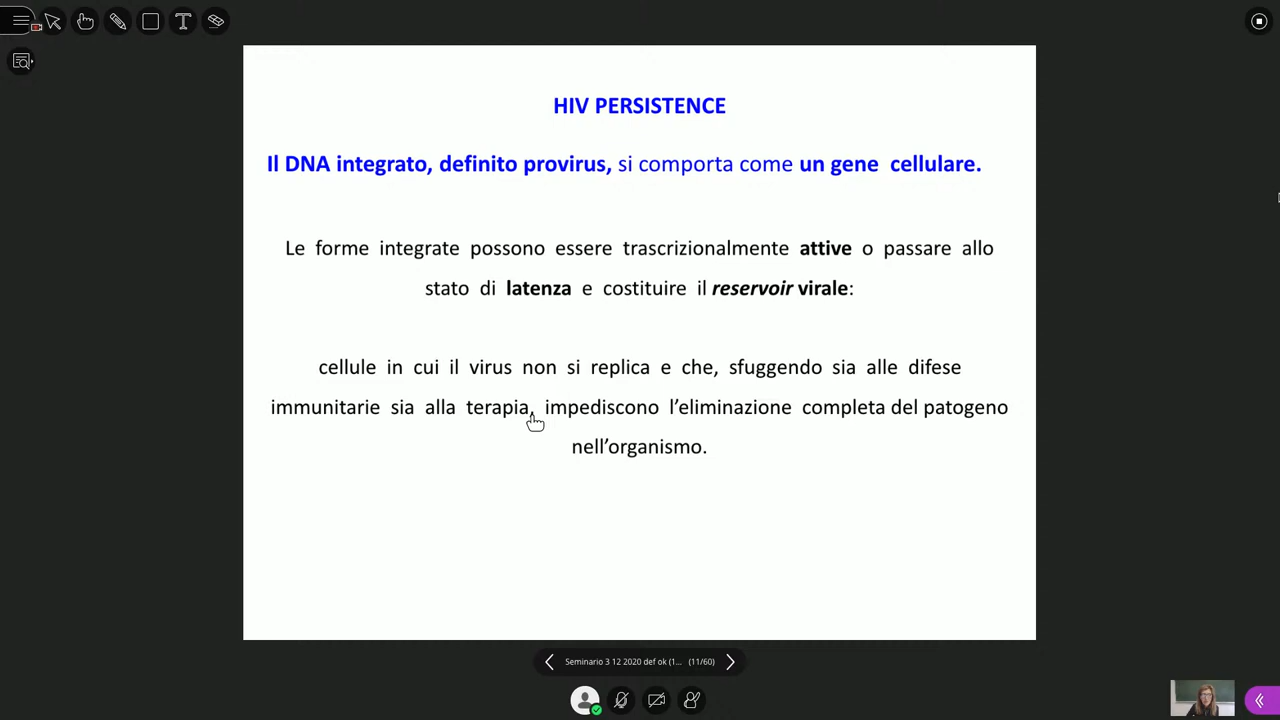 HIV PERSISTENCE
Il DNA integrato, definito provirus, si comporta come un gene cellulare.
Le forme integrate possono essere trascrizionalmente attive o passare allo
stato di latenza e costituire il reservoir virale:
cellule in cui il virus non si replica e che, sfuggendo sia alle difese
immunitarie sia alla terapia, impediscono l’eliminazione completa del patogeno
nell’organismo.
Seminario 3 12 2020 def ok (1... (11/60)